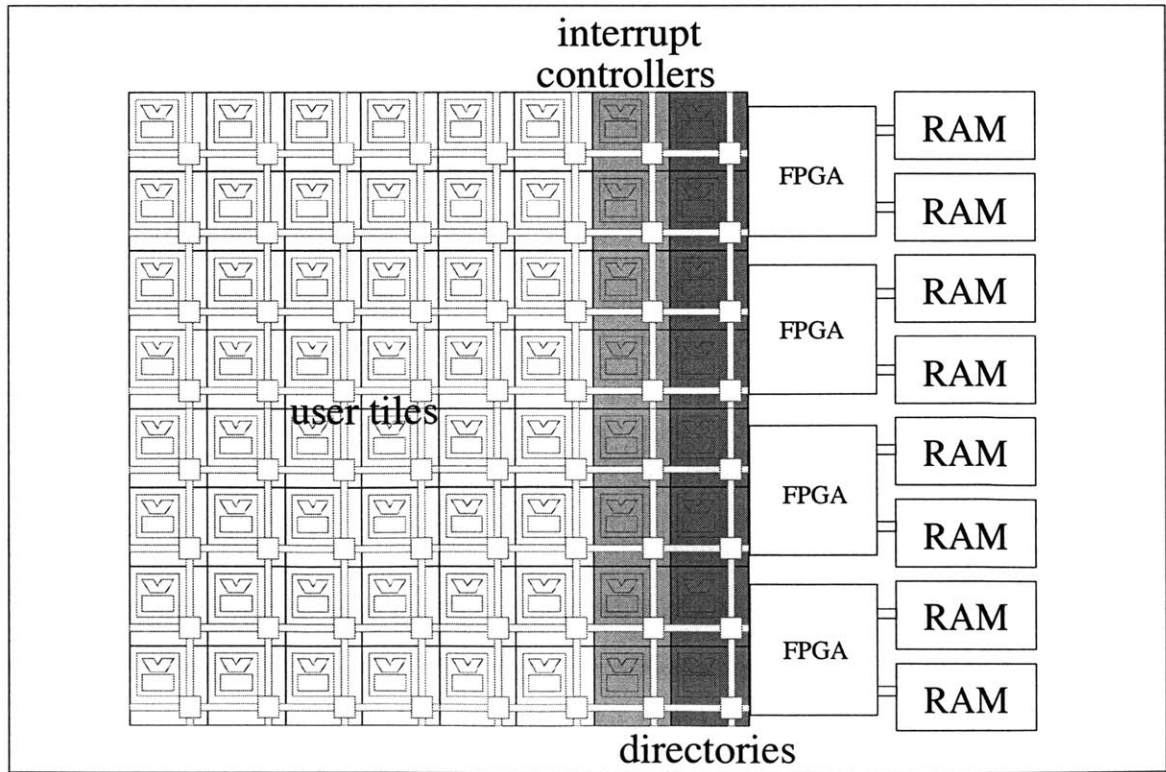 interrupt
controllers
RAM
FPGA
RAM
RAM
FPGA
RAM
user tiles
RAM
FPGA
RAM
RAM
FPGA
RAM
directories